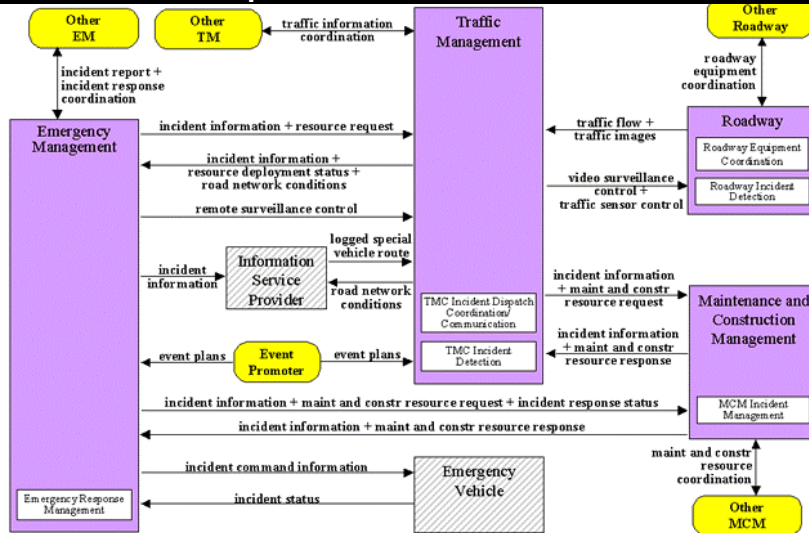 Other
EM
Other
TM
traffic information
coordination
Traffic
Management
Other
Roadway
incident report +
incident response
coordination
roadway
equipment
coordination
Emergency
Management
incident information + resource request
traffic flow +
traffic images
Roadway
Roadway Equipment
Coordination
Roadway Incident
Detection
incident information +
resource deployment status +
road network conditions
video surveillance
control +
traffic sensor control
remote surveillance control
logged special
vehicle route
incident
information
Information
Service
Provider
road network
conditions
incident information
+ maint and constr
resource request
TMC Incident Dispatch
Coordination/
Communication
TMC Incident
Detection
Maintenance and
Construction
Management
incident information
+ maint and constr
resource response
event plans
Event
Promoter
event plans
MCM Incident
Management
incident information + maint and constr resource request + incident response status
incident information + maint and constr resource response
maint and constr
resource
coordination
incident command information
Emergency
Vehicle
incident status
Emergency Response
Management
Other
MCM